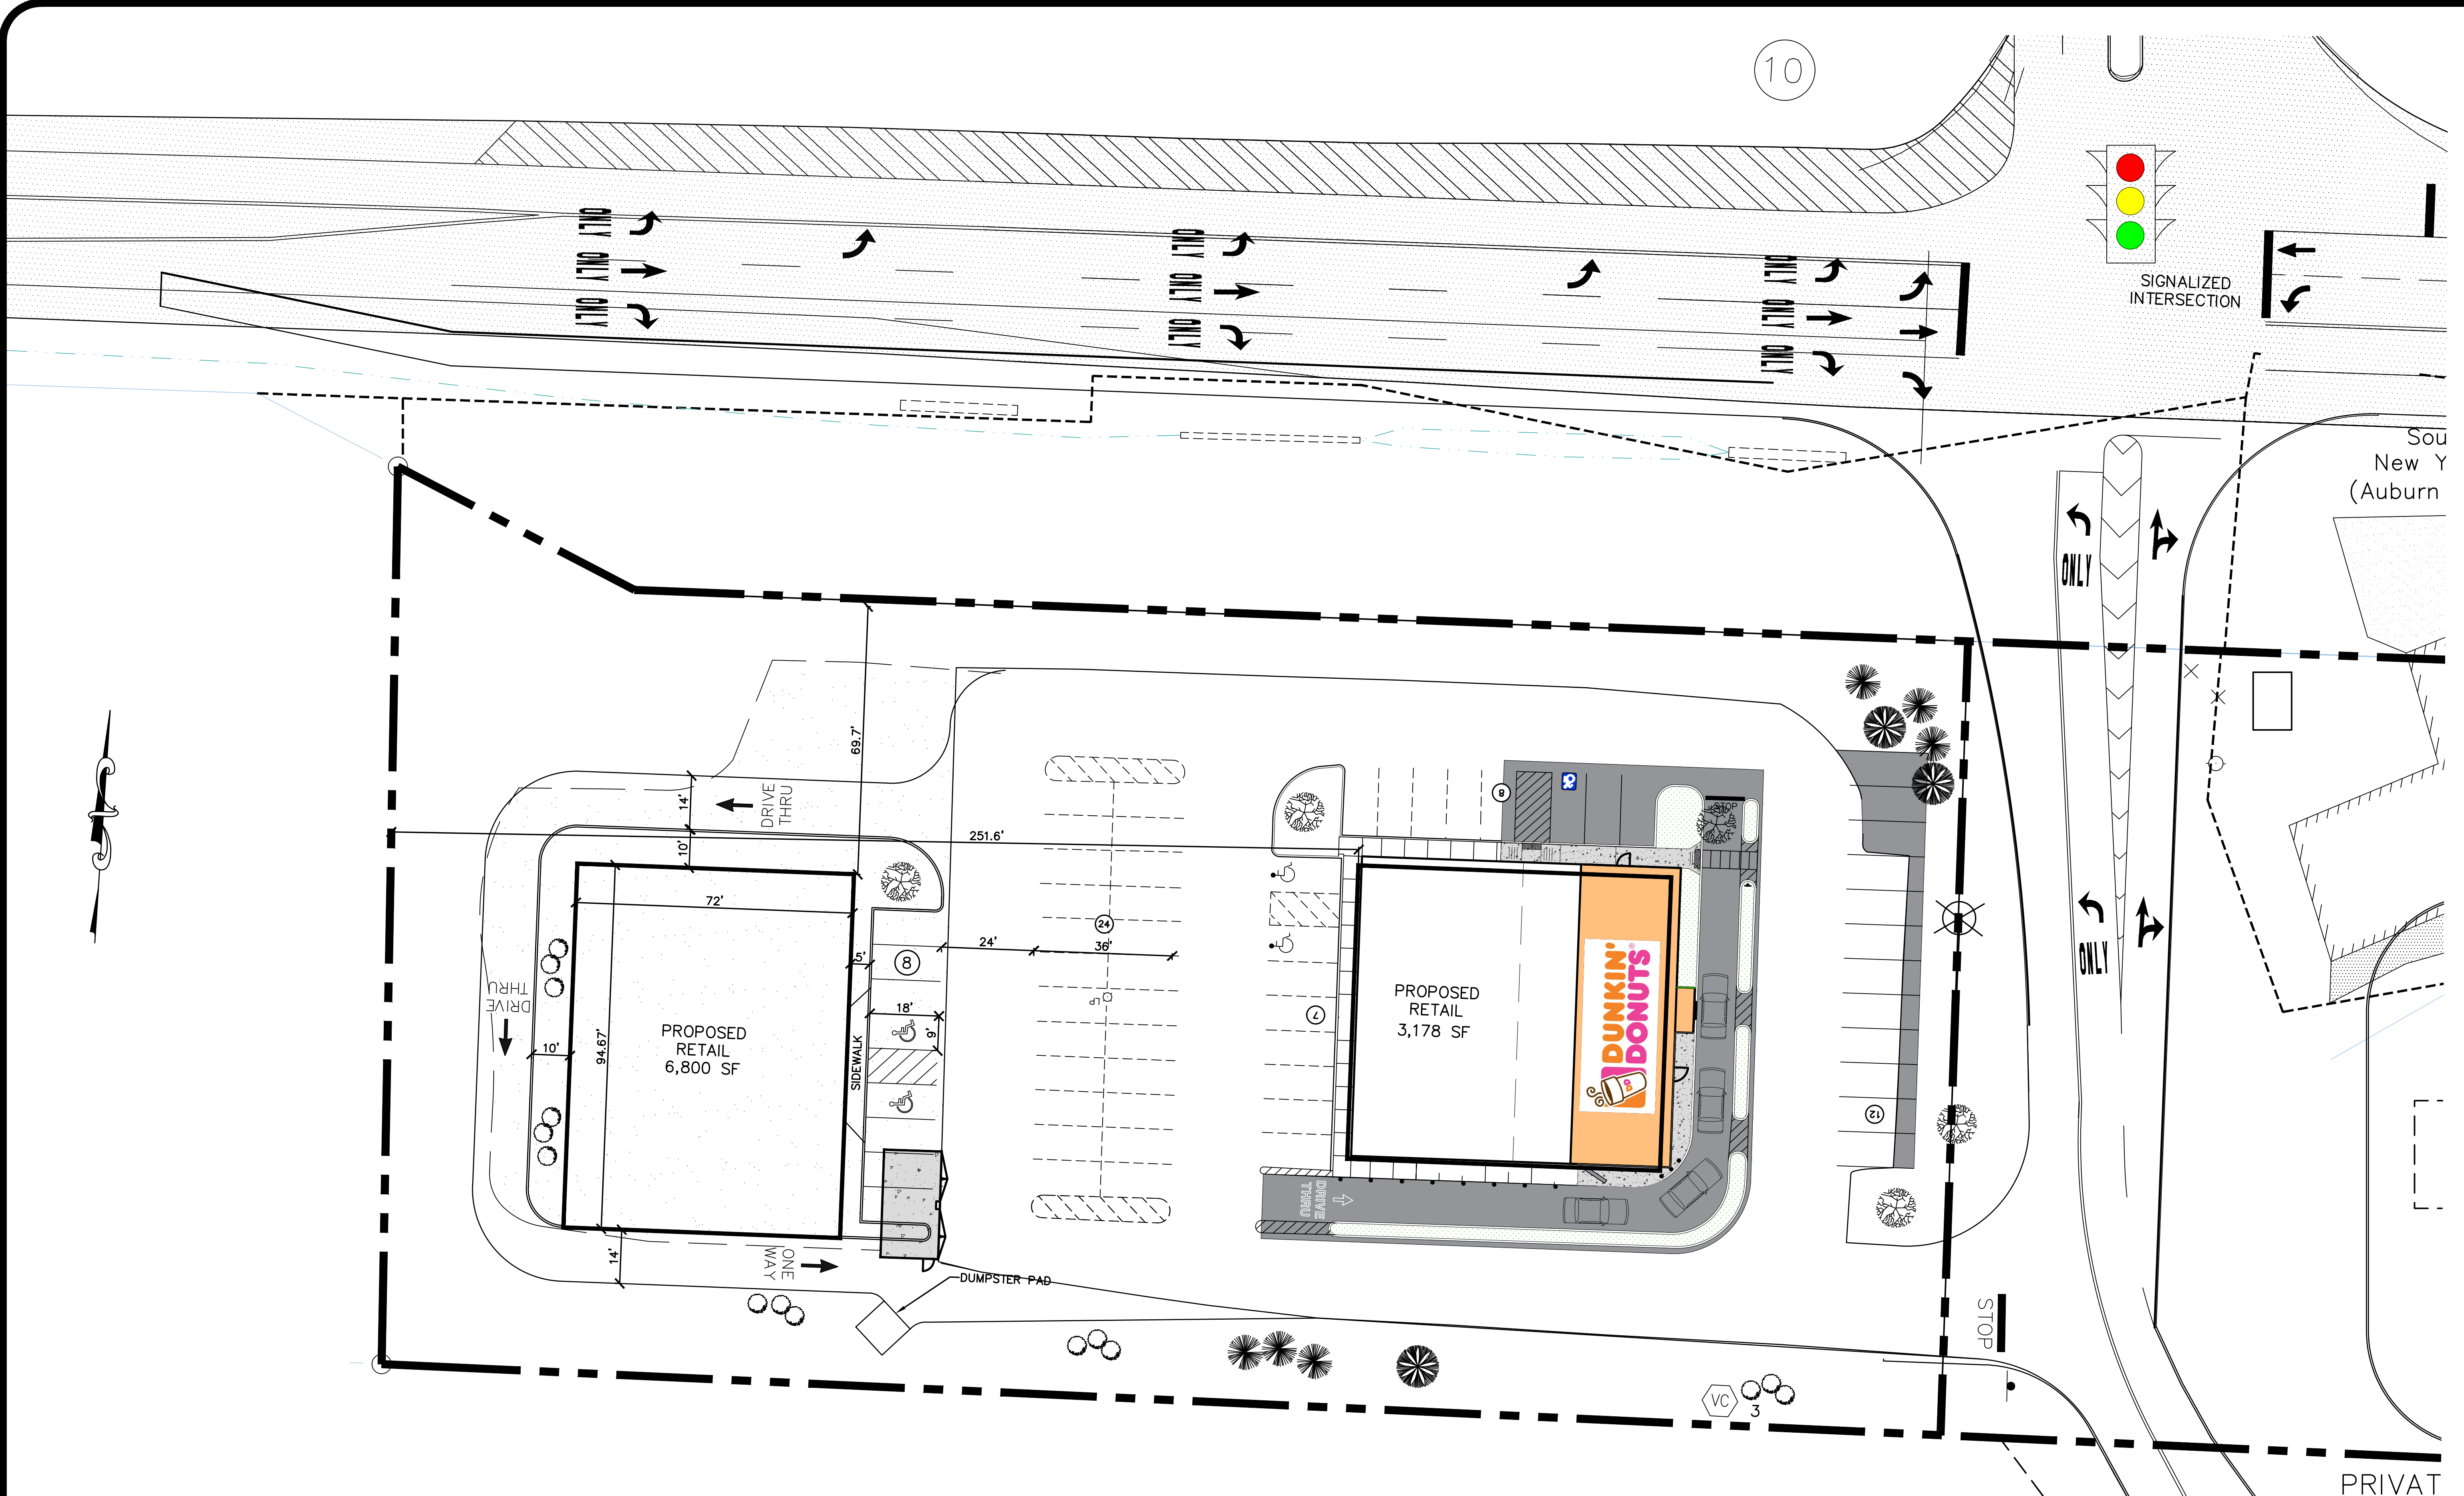 10
ONLY
ONLY
ONLY
ONLY
ONLY
ONLY
ONLY
ONLY
ONLY
SIGNALIZED
INTERSECTION
Sou
New Y
(Auburn
ONLY
ONLY
69.7'
14'
DRIVE
THRU
10'
251.6'
72'
94.67'
DRIVE
THRU
10'
PROPOSED
RETAIL
6,800 SF
5'
SIDEWALK
8
18'
9'
24'
36'
24
LP
14'
ONE
WAY
DUMPSTER PAD
8
STOP
7
PROPOSED
RETAIL
3,178 SF
DUNKIN'
DONUTS®
DD
DRIVE
THRU
12
STOP
VC
3
PRIVAT